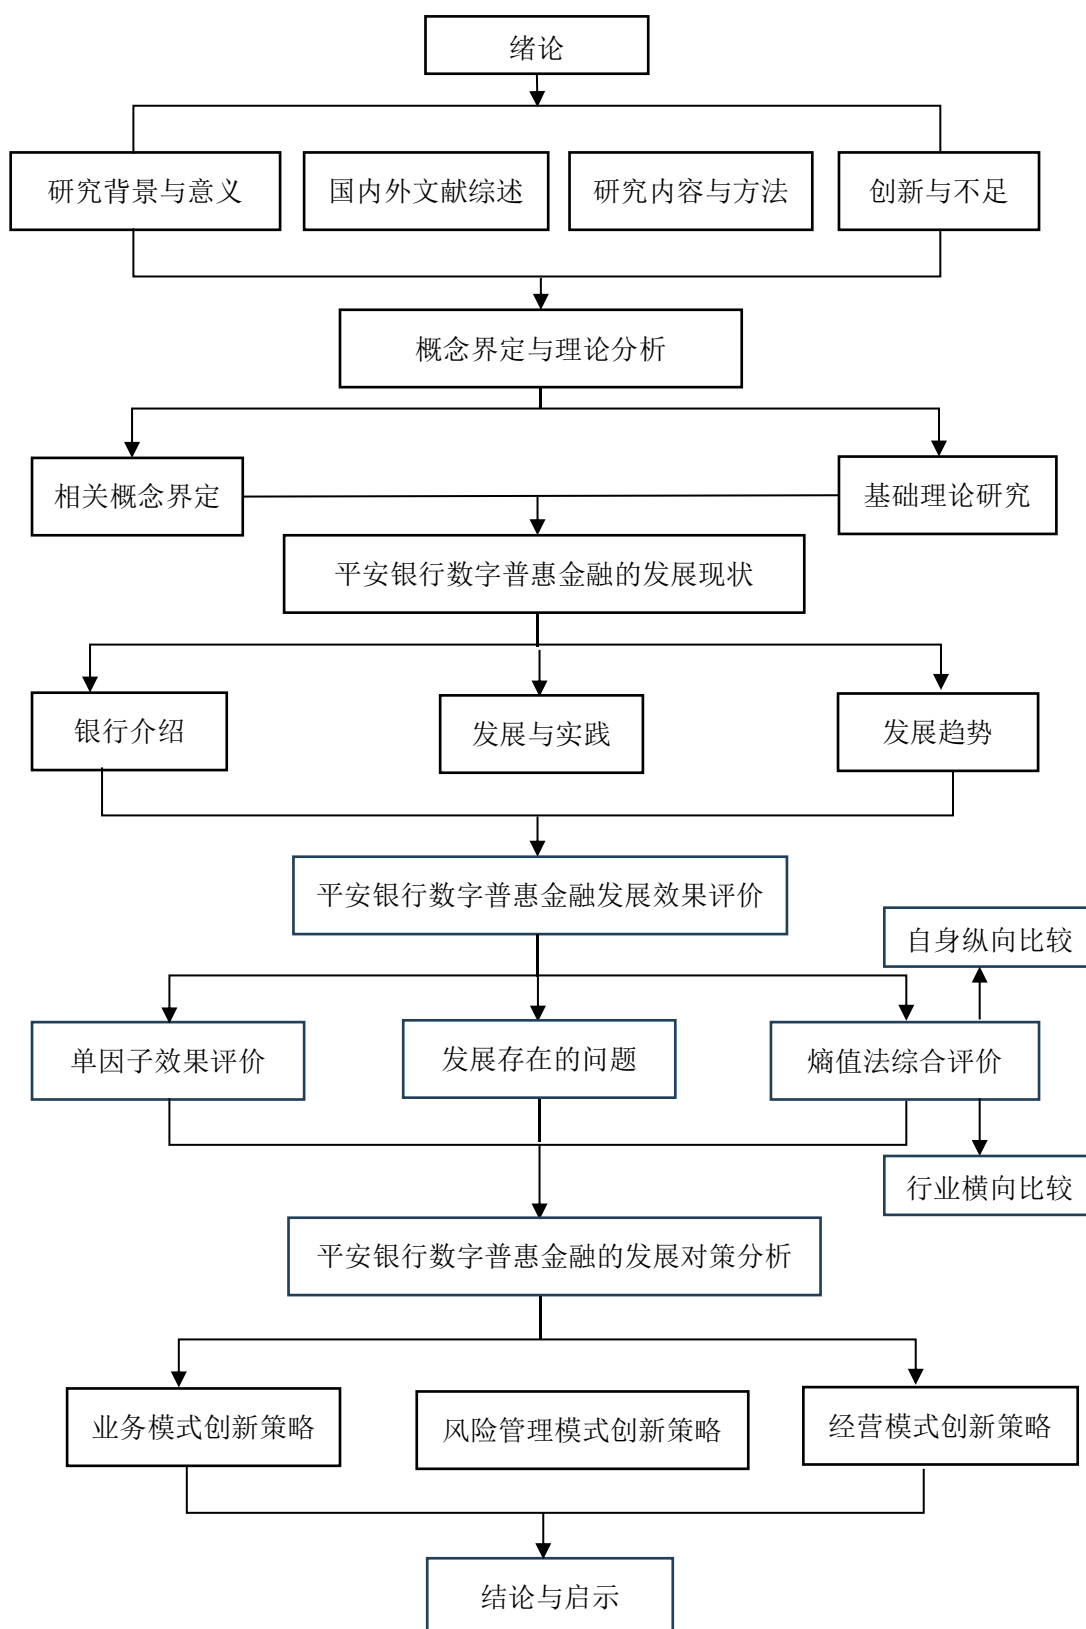 绪论
研究背景与意义
国内外文献综述
研究内容与方法
创新与不足
概念界定与理论分析
相关概念界定
基础理论研究
平安银行数字普惠金融的发展现状
银行介绍
发展与实践
发展趋势
平安银行数字普惠金融发展效果评价
自身纵向比较
单因子效果评价
发展存在的问题
熵值法综合评价
行业横向比较
平安银行数字普惠金融的发展对策分析
业务模式创新策略
风险管理模式创新策略
经营模式创新策略
结论与启示